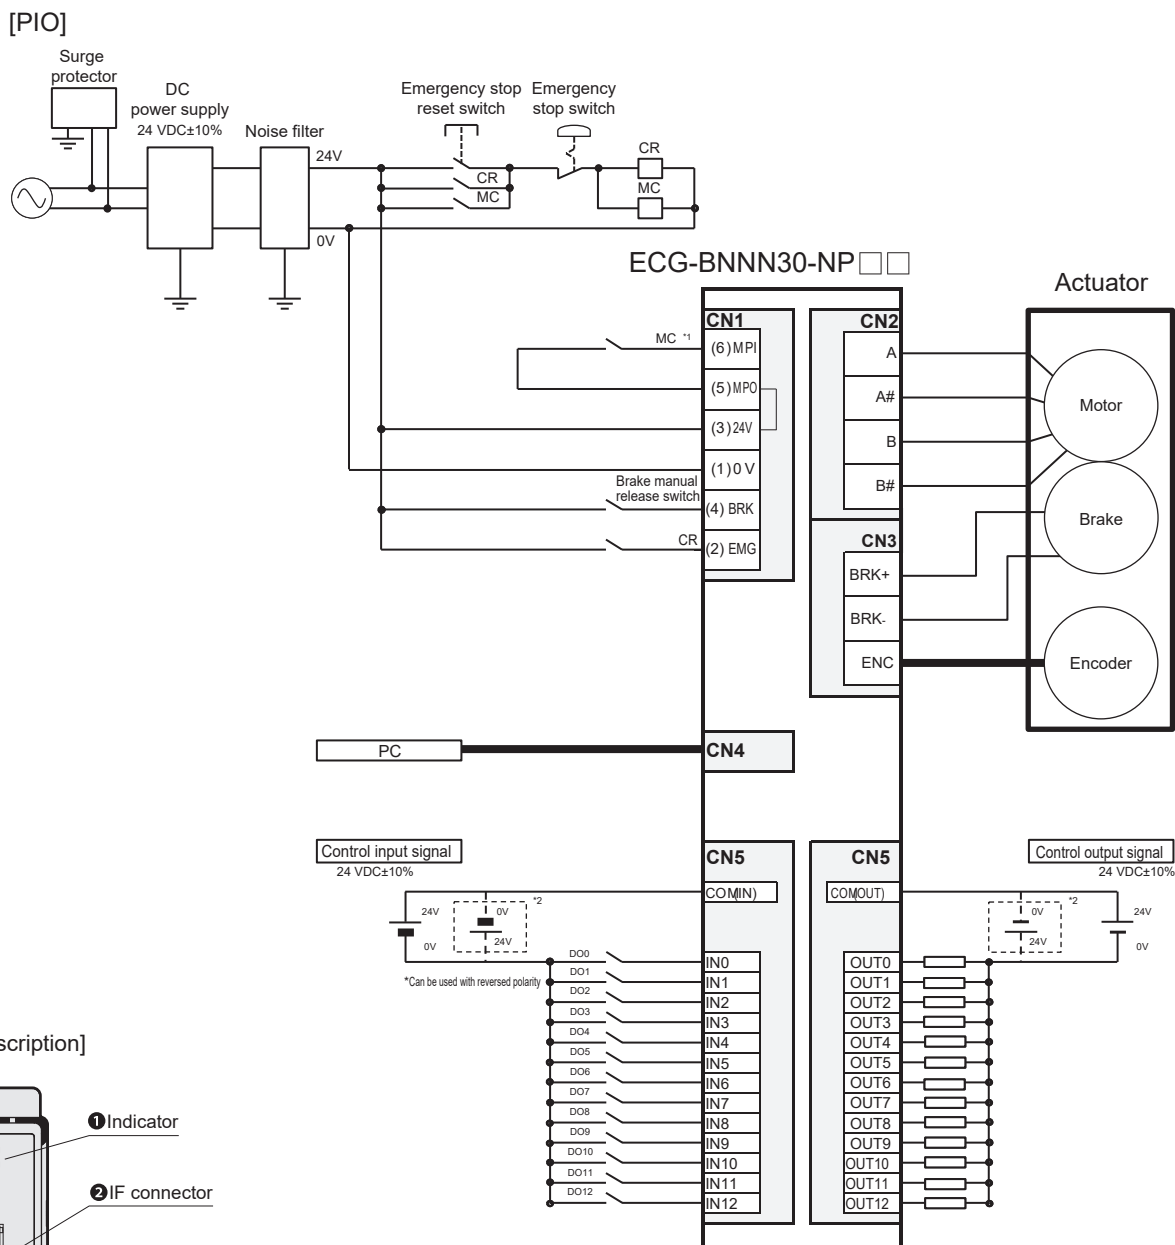 [PIO]
Surge
protector
DC
power supply
24 VDC±10%
Noise filter
Emergency stop
reset switch
Emergency
stop switch
24V
0V
CR
MC
CR
MC
ECG-BNNN30-NP□□
Actuator
CN1
MC *1
(6)MPI
(5)MPO
(3)24V
(1)0 V
Brake manual
release switch
(4) BRK
CR
(2) EMG
CN2
A
A#
B
B#
CN3
BRK+
BRK-
ENC
Motor
Brake
Encoder
PC
CN4
Control input signal
24 VDC±10%
CN5
COM(IN)
24V
0V
0V
24V
*2
*Can be used with reversed polarity
DO0
IN0
DO1
IN1
DO2
IN2
DO3
IN3
DO4
IN4
DO5
IN5
DO6
IN6
DO7
IN7
DO8
IN8
DO9
IN9
DO10
IN10
DO11
IN11
DO12
IN12
CN5
COM(OUT)
Control output signal
24 VDC±10%
0V
24V
*2
24V
0V
OUT0
OUT1
OUT2
OUT3
OUT4
OUT5
OUT6
OUT7
OUT8
OUT9
OUT10
OUT11
OUT12
scription]
❶Indicator
❷IF connector